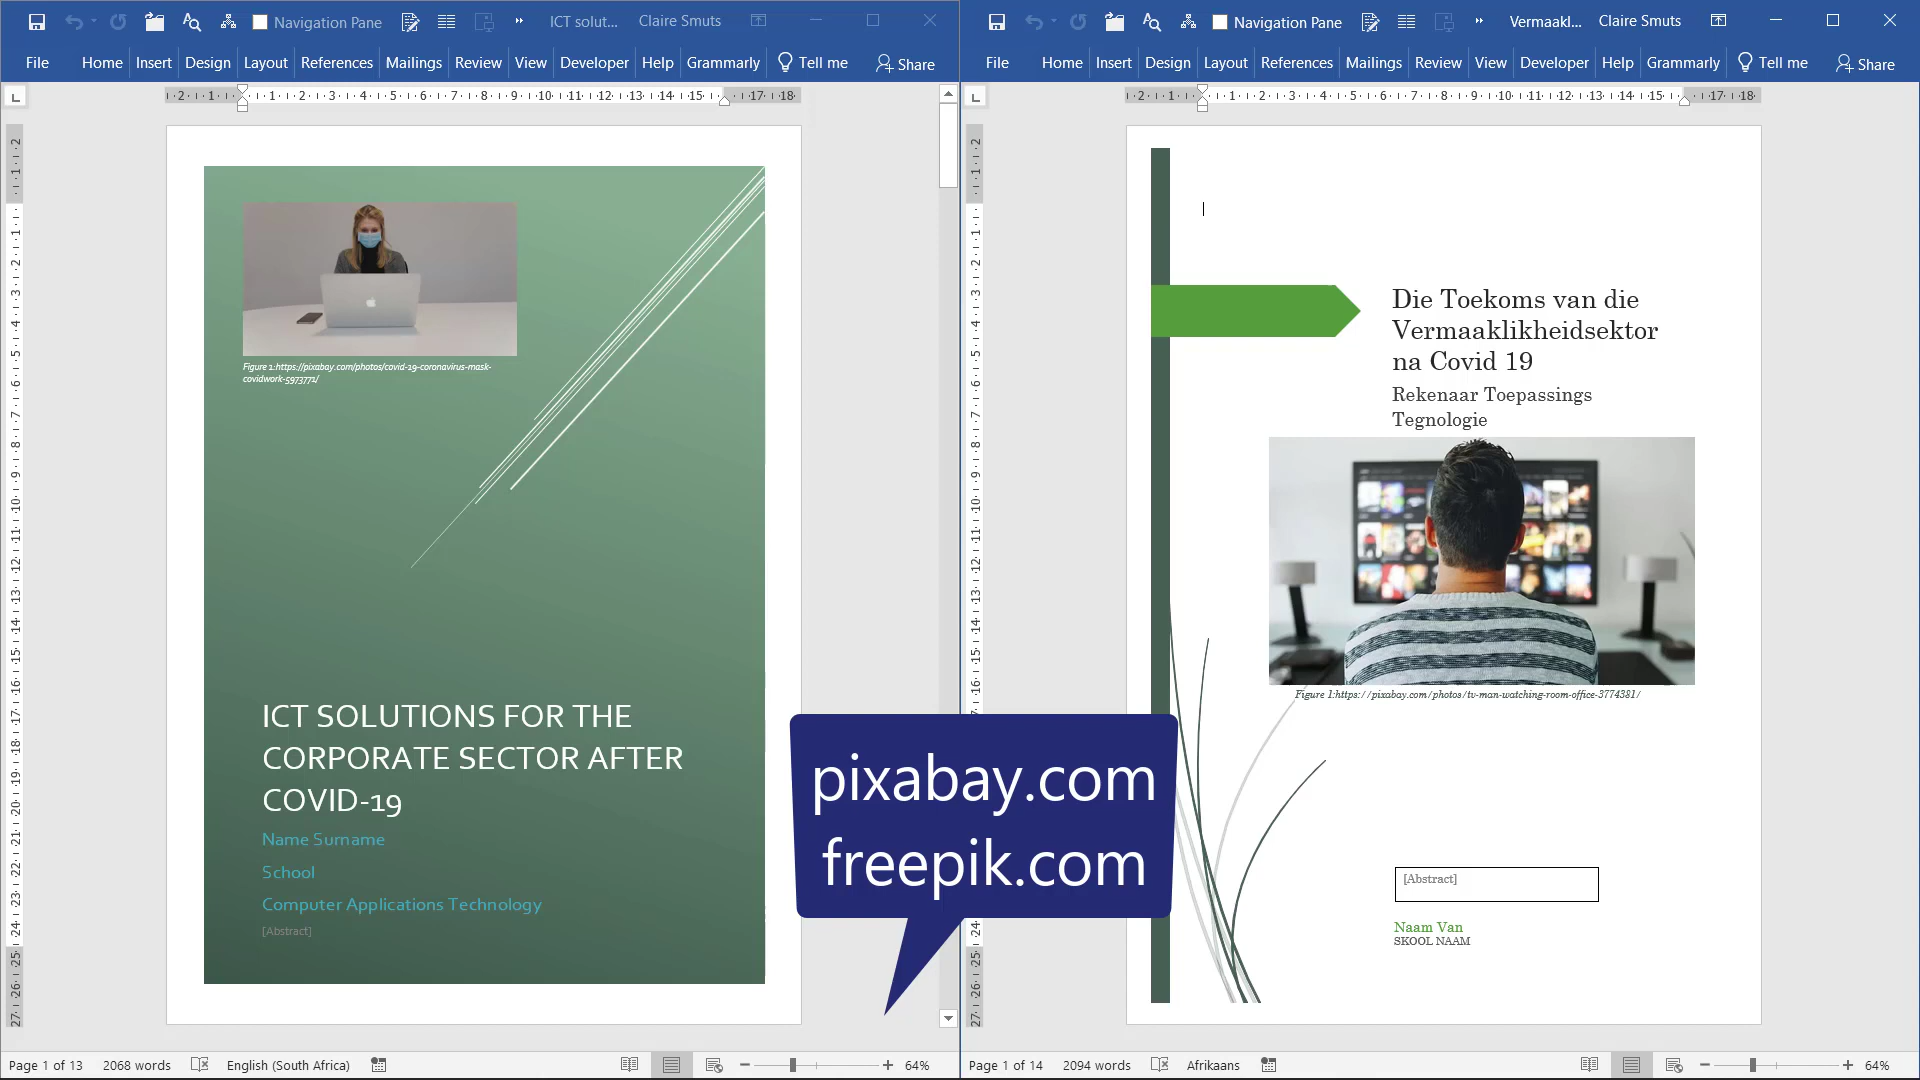 Navigation Pane
ICT solut...
Claire Smuts
File Home Insert Design Layout References Mailings Review View Developer Help Grammarly Tell me Share
Figure 1:https://pixabay.com/photos/covid-19-coronavirus-mask-
covidwork-5973771/
ICT SOLUTIONS FOR THE
CORPORATE SECTOR AFTER
COVID-19
Name Surname
School
Computer Applications Technology
[Abstract]
Page 1 of 13 2068 words English (South Africa) 64%
Navigation Pane
Vermaakl...
Claire Smuts
File Home Insert Design Layout References Mailings Review View Developer Help Grammarly Tell me Share
Die Toekoms van die
Vermaaklikheidsektor
na Covid 19
Rekenaar Toepassings
Tegnologie
Figure 1:https://pixabay.com/photos/tv-man-watching-room-office-3774381/
[Abstract]
Naam Van
SKOOL NAAM
Page 1 of 14 2094 words Afrikaans 64%
pixabay.com
freepik.com